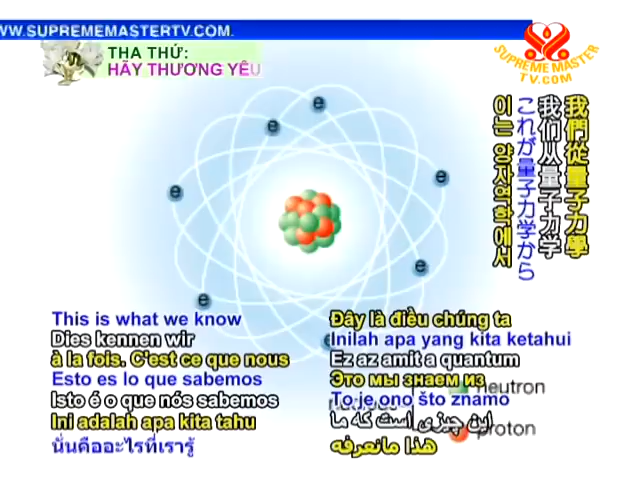 WWW.SUPREMEMASTERTV.COM.
THA THỨ:
HÃY THƯƠNG YÊU
SUPREME MASTER
TV.COM
e
e
e
e
e
e
我們從量子力學
我们从量子力学
これが量子力学から
이는 양자역학에서
This is what we know
Dies kennen wir
à la fois. C'est ce que nous
Esto es lo que sabemos
Isto é o que nós sabemos
Ini adalah apa kita tahu
นั่นคืออะไรที่เรารู้
Đây là điều chúng ta
Inilah apa yang kita ketahui
Ez az amit a quantum
Это мы знаем из
To je ono što znamo
این چیزی است که ما
هذا مانعرفه
neutron
proton